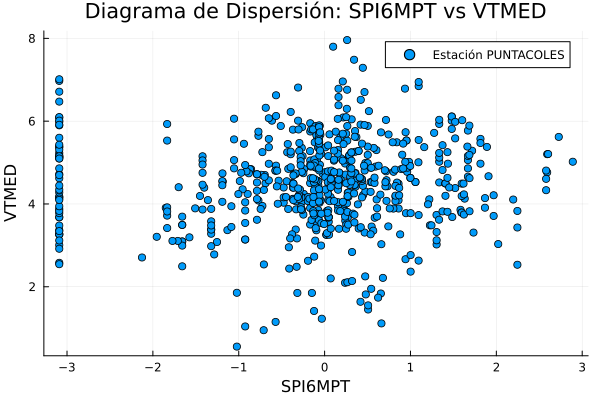 Diagrama de Dispersión: SPI6MPT vs VTMED
Estación PUNTACOLES
8
6
4
2
VTMED
−3
−2
−1
0
1
2
3
SPI6MPT